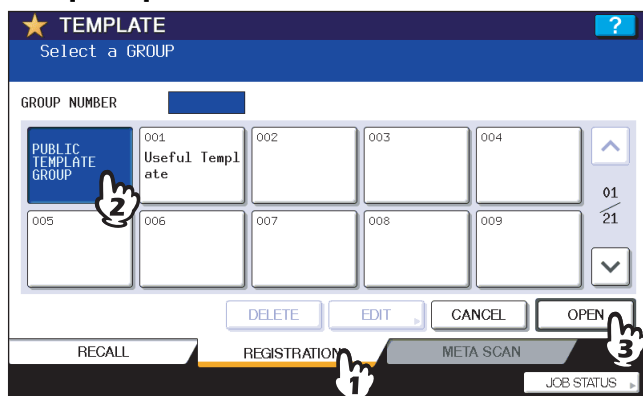 TEMPLATE
?
Select a GROUP
GROUP NUMBER
PUBLIC
TEMPLATE
GROUP
001
Useful Templ
ate
002
003
004
2
01
21
005
006
007
008
009
DELETE
EDIT
CANCEL
OPEN
3
RECALL
REGISTRATION
1
META SCAN
JOB STATUS